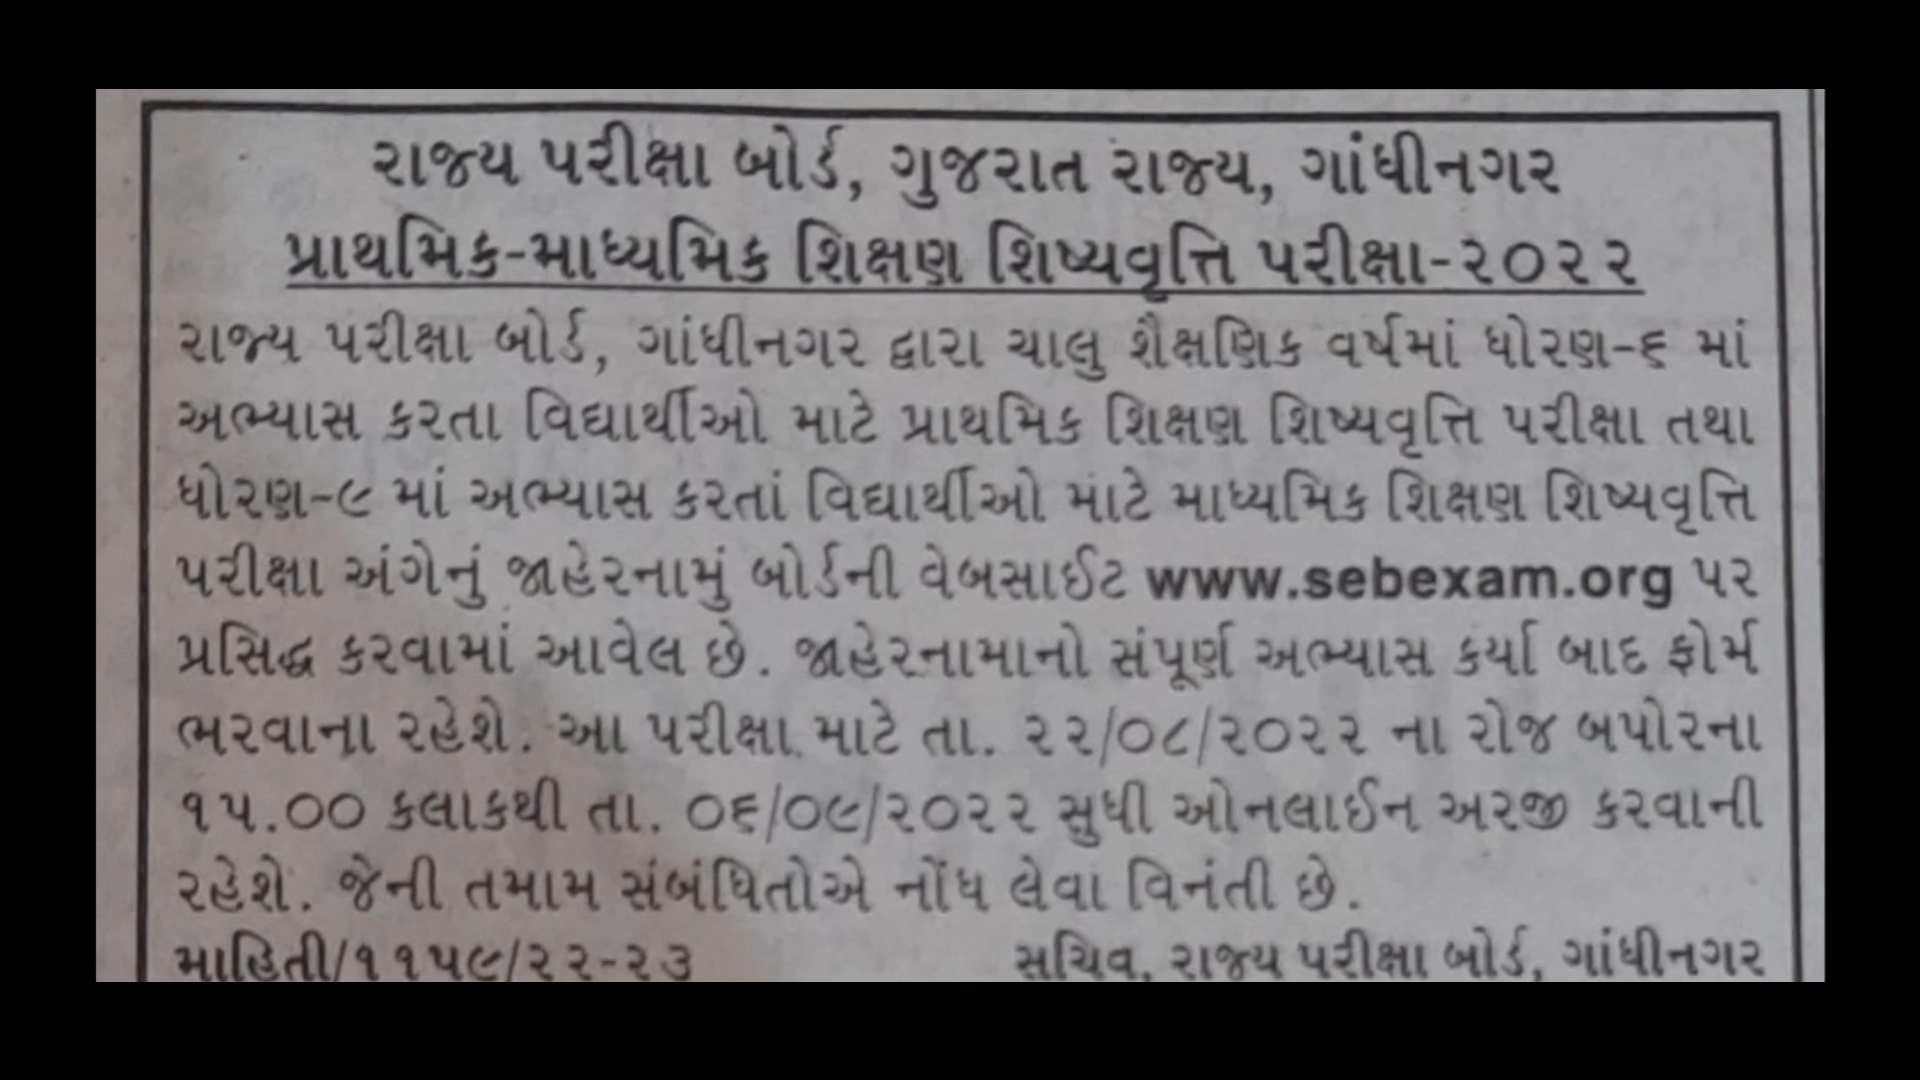 રાજ્ય પરીક્ષા બોર્ડ, ગુજરાત રાજ્ય, ગાંધીનગર
પ્રાથમિક-માધ્યમિક શિક્ષણ શિષ્યવૃત્તિ પરીક્ષા-૨૦૨૨
રાજ્ય પરીક્ષા બોર્ડ, ગાંધીનગર દ્વારા ચાલુ શૈક્ષણિક વર્ષમાં ધોરણ-૬ માં
અભ્યાસ કરતા વિદ્યાર્થીઓ માટે પ્રાથમિક શિક્ષણ શિષ્યવૃત્તિ પરીક્ષા તથા
ધોરણ-૯ માં અભ્યાસ કરતાં વિદ્યાર્થીઓ માટે માધ્યમિક શિક્ષણ શિષ્યવૃત્તિ
પરીક્ષા અંગેનું જાહેરનામું બોર્ડની વેબસાઈટ www.sebexam.org પર
પ્રસિદ્ધ કરવામાં આવેલ છે. જાહેરનામાનો સંપૂર્ણ અભ્યાસ કર્યા બાદ ફોર્મ
ભરવાના રહેશે. આ પરીક્ષા માટે તા. ૨૨/૦૮/૨૦૨૨ ના રોજ બપોરના
૧૫.૦૦ કલાકથી તા. ૦૬/૦૯/૨૦૨૨ સુધી ઓનલાઈન અરજી કરવાની
રહેશે. જેની તમામ સંબંધિતોએ નોંધ લેવા વિનંતી છે.
માહિતી/૧૧૫૯/૨૨-૨૩ સચિવ, રાજ્ય પરીક્ષા બોર્ડ, ગાંધીનગર